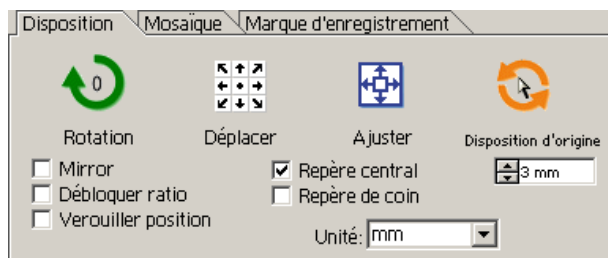 Disposition Mosaïque Marque d'enregistrement
0
Rotation Déplacer Ajuster Disposition d'origine
Mirror Repère central 3 mm
Débloquer ratio Repère de coin
Verouiller position
Unité: mm